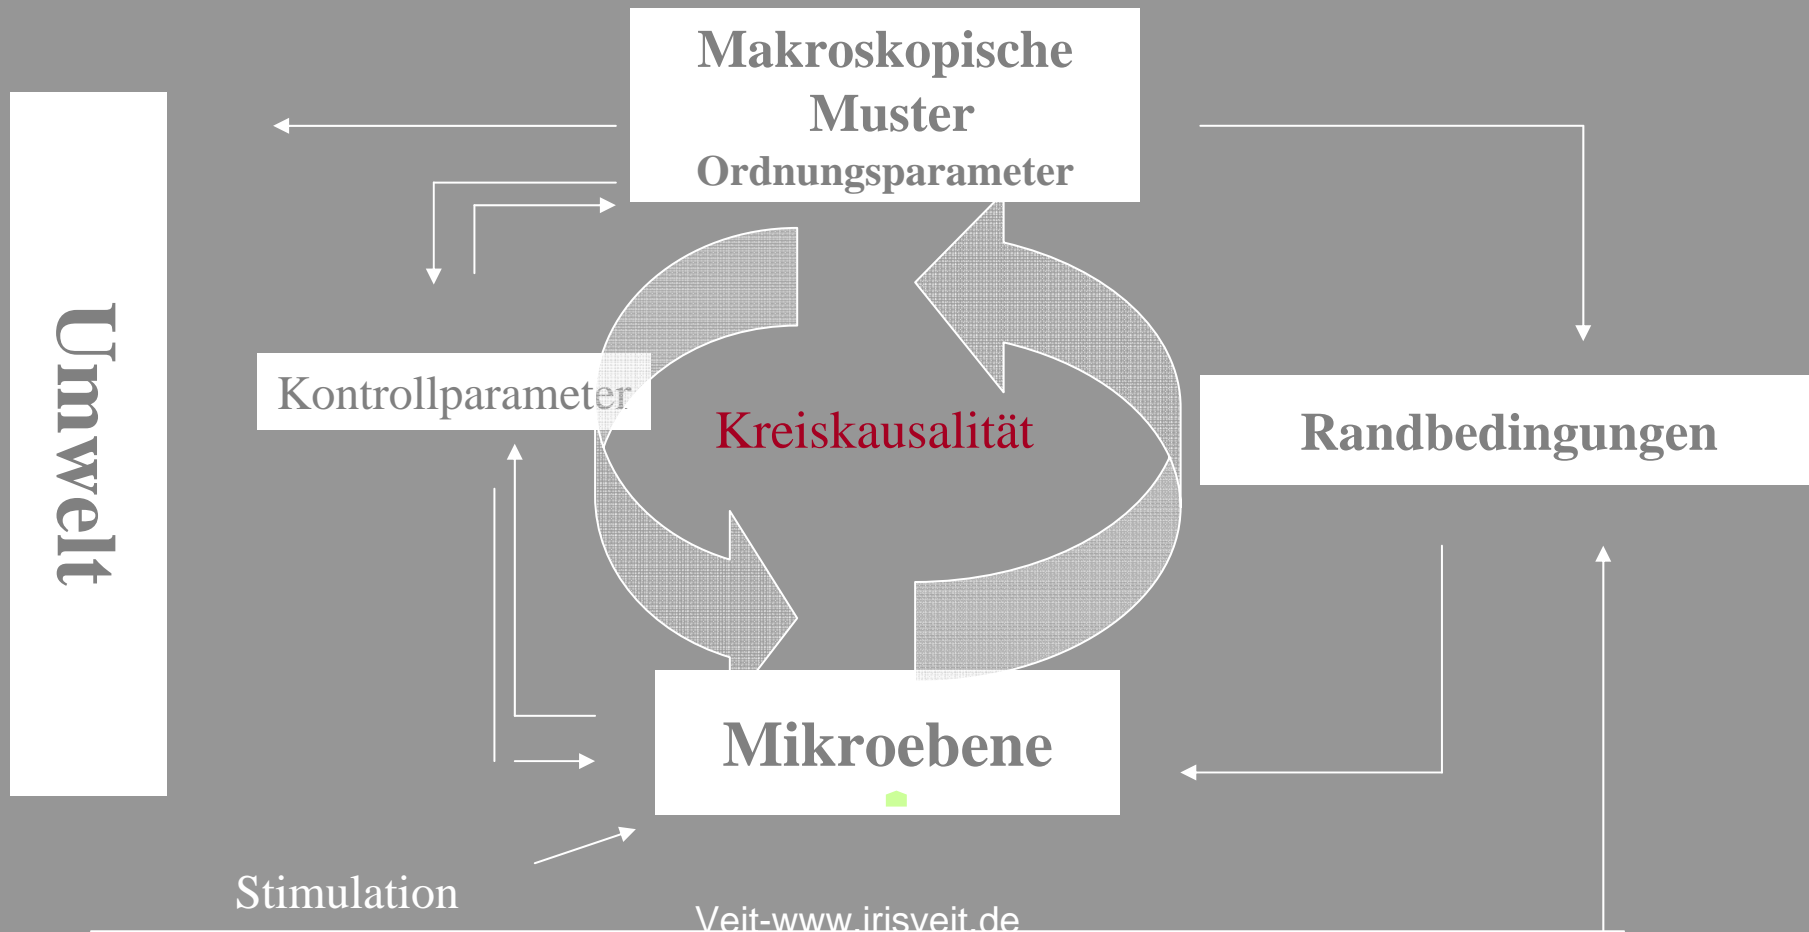 Makroskopische
Muster
Ordnungsparameter
Umwelt
Kontrollparameter
Kreiskausalität
Randbedingungen
Mikroebene
Stimulation
Veit-www.irisveit.de